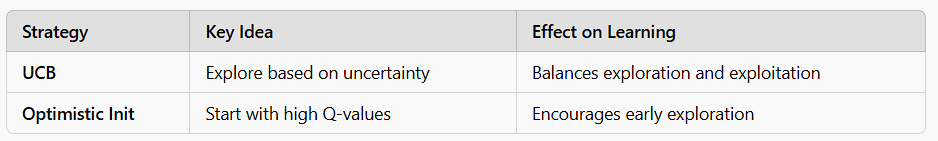 Strategy Key Idea Effect on Learning
UCB Explore based on uncertainty Balances exploration and exploitation
Optimistic Init Start with high Q-values Encourages early exploration